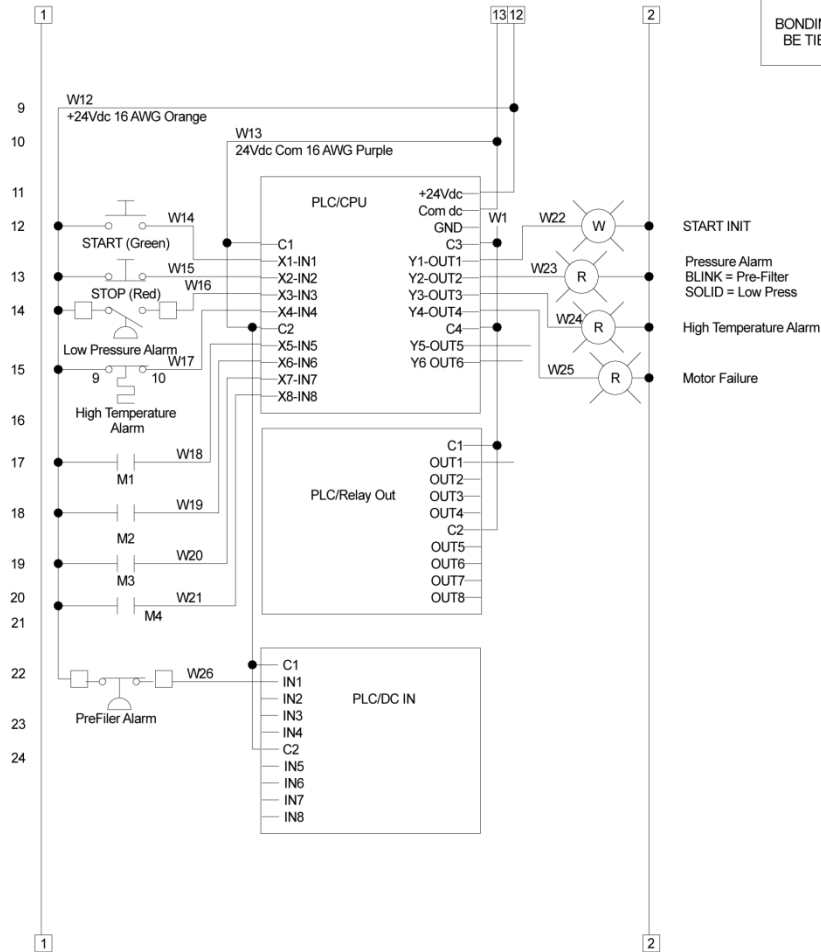 1
13 12
2
BONDIN
BE TIE
9
W12
+24Vdc 16 AWG Orange
10
W13
24Vdc Com 16 AWG Purple
11
PLC/CPU
+24Vdc
Com dc
GND
W1
12
START (Green)
W14
C1
C3
W22
W
START INIT
X1-IN1
Y1-OUT1
13
STOP (Red)
W15
X2-IN2
Y2-OUT2
W23
R
Pressure Alarm
BLINK = Pre-Filter
SOLID = Low Press
W16
X3-IN3
Y3-OUT3
14
Low Pressure Alarm
X4-IN4
Y4-OUT4
W24
R
High Temperature Alarm
C2
C4
W17
X5-IN5
Y5-OUT5
15
9
10
High Temperature
Alarm
X6-IN6
Y6 OUT6
W25
R
Motor Failure
X7-IN7
X8-IN8
16
17
W18
M1
PLC/Relay Out
C1
OUT1
OUT2
OUT3
OUT4
C2
OUT5
OUT6
OUT7
OUT8
18
W19
M2
19
W20
M3
20
W21
M4
21
22
W26
PreFiler Alarm
PLC/DC IN
C1
IN1
IN2
IN3
IN4
C2
IN5
IN6
IN7
IN8
23
24
1
2